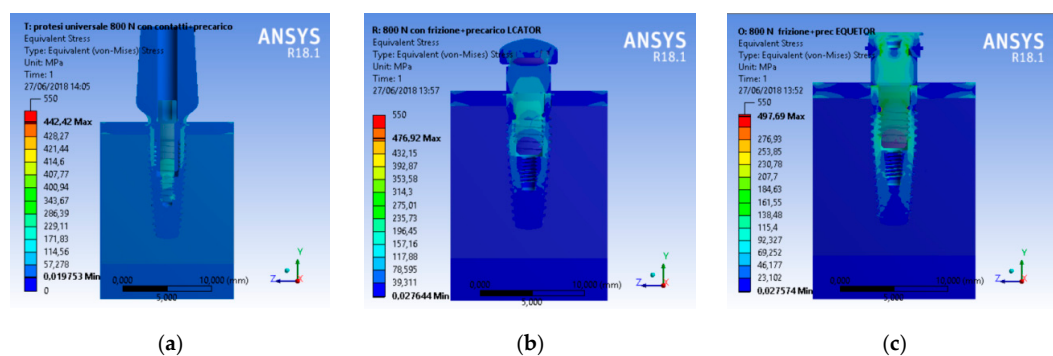 T: protesi universale 800 N con contatti+precarico
Equivalent Stress
Type: Equivalent (von-Mises) Stress
Unit: MPa
Time: 1
27/06/2018 14:05
550
442,42 Max
428,27
421,44
414,6
407,77
400,94
343,67
286,39
229,11
171,83
114,56
57,278
0,019753 Min
0
ANSYS
R18.1
0,000
10,000 (mm)
5,000
Y
Z
X
(a)
R: 800 N con frizione+precarico LCATOR
Equivalent Stress
Type: Equivalent (von-Mises) Stress
Unit: MPa
Time: 1
27/06/2018 13:57
550
476,92 Max
432,15
392,87
353,58
314,3
275,01
235,73
196,45
157,16
117,88
78,595
39,311
0,027644 Min
ANSYS
R18.1
0,000
10,000 (mm)
5,000
Y
Z
X
(b)
O: 800 N frizione+prec EQUETOR
Equivalent Stress
Type: Equivalent (von-Mises) Stress
Unit: MPa
Time: 1
27/06/2018 13:52
550
497,69 Max
276,93
253,85
230,78
207,7
184,63
161,55
138,48
115,4
92,327
69,252
46,177
23,102
0,027574 Min
ANSYS
R18.1
0,000
10,000 (mm)
5,000
Y
Z
X
(c)